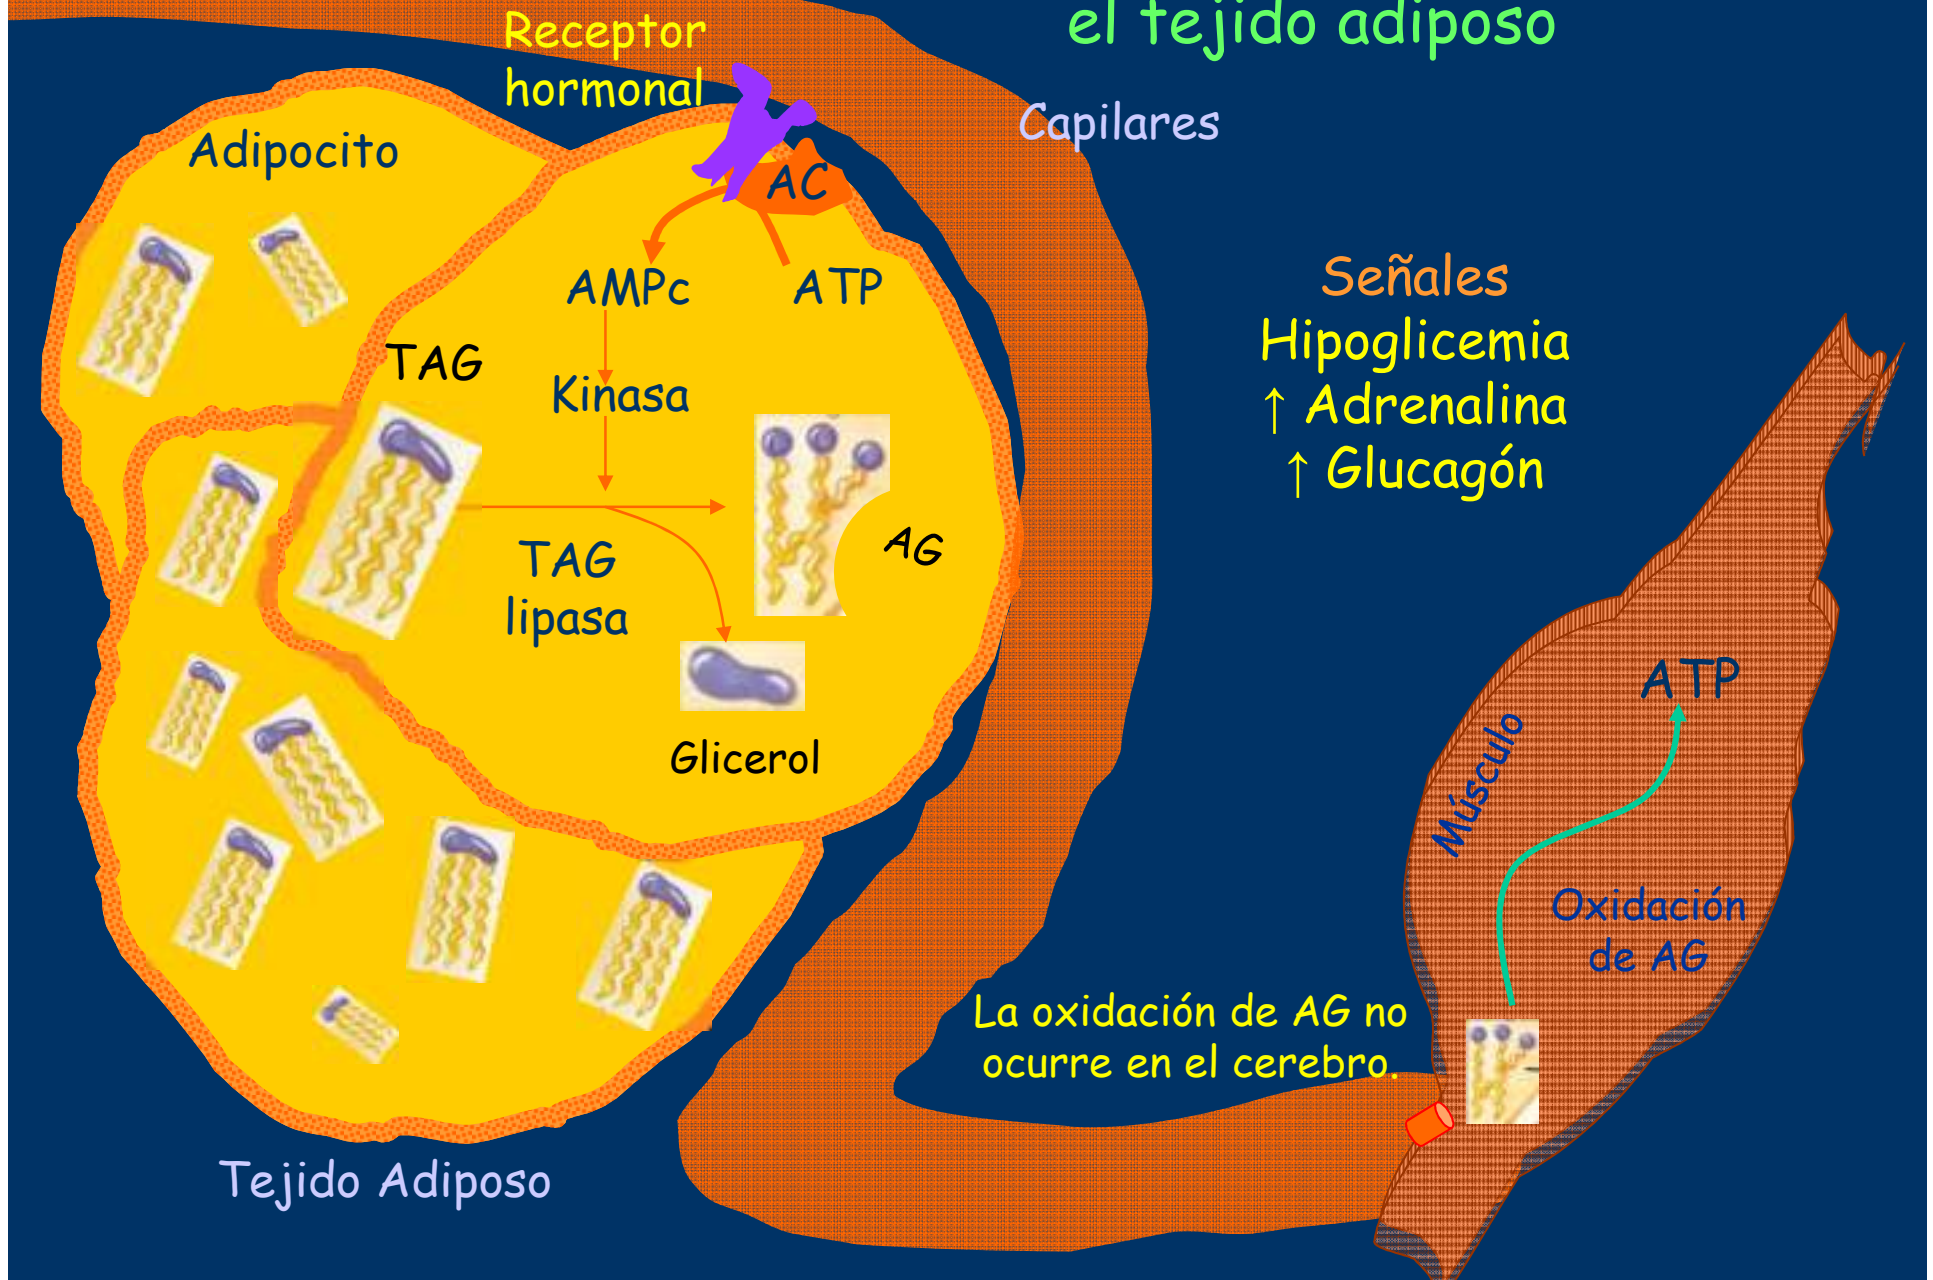 el tejido adiposo
Receptor
hormonal
Capilares
Adipocito
AC
AMPc
ATP
Señales
Hipoglicemia
↑ Adrenalina
↑ Glucagón
TAG
Kinasa
AG
TAG
lipasa
Glicerol
ATP
Músculo
Oxidación
de AG
La oxidación de AG no
ocurre en el cerebro.
Tejido Adiposo